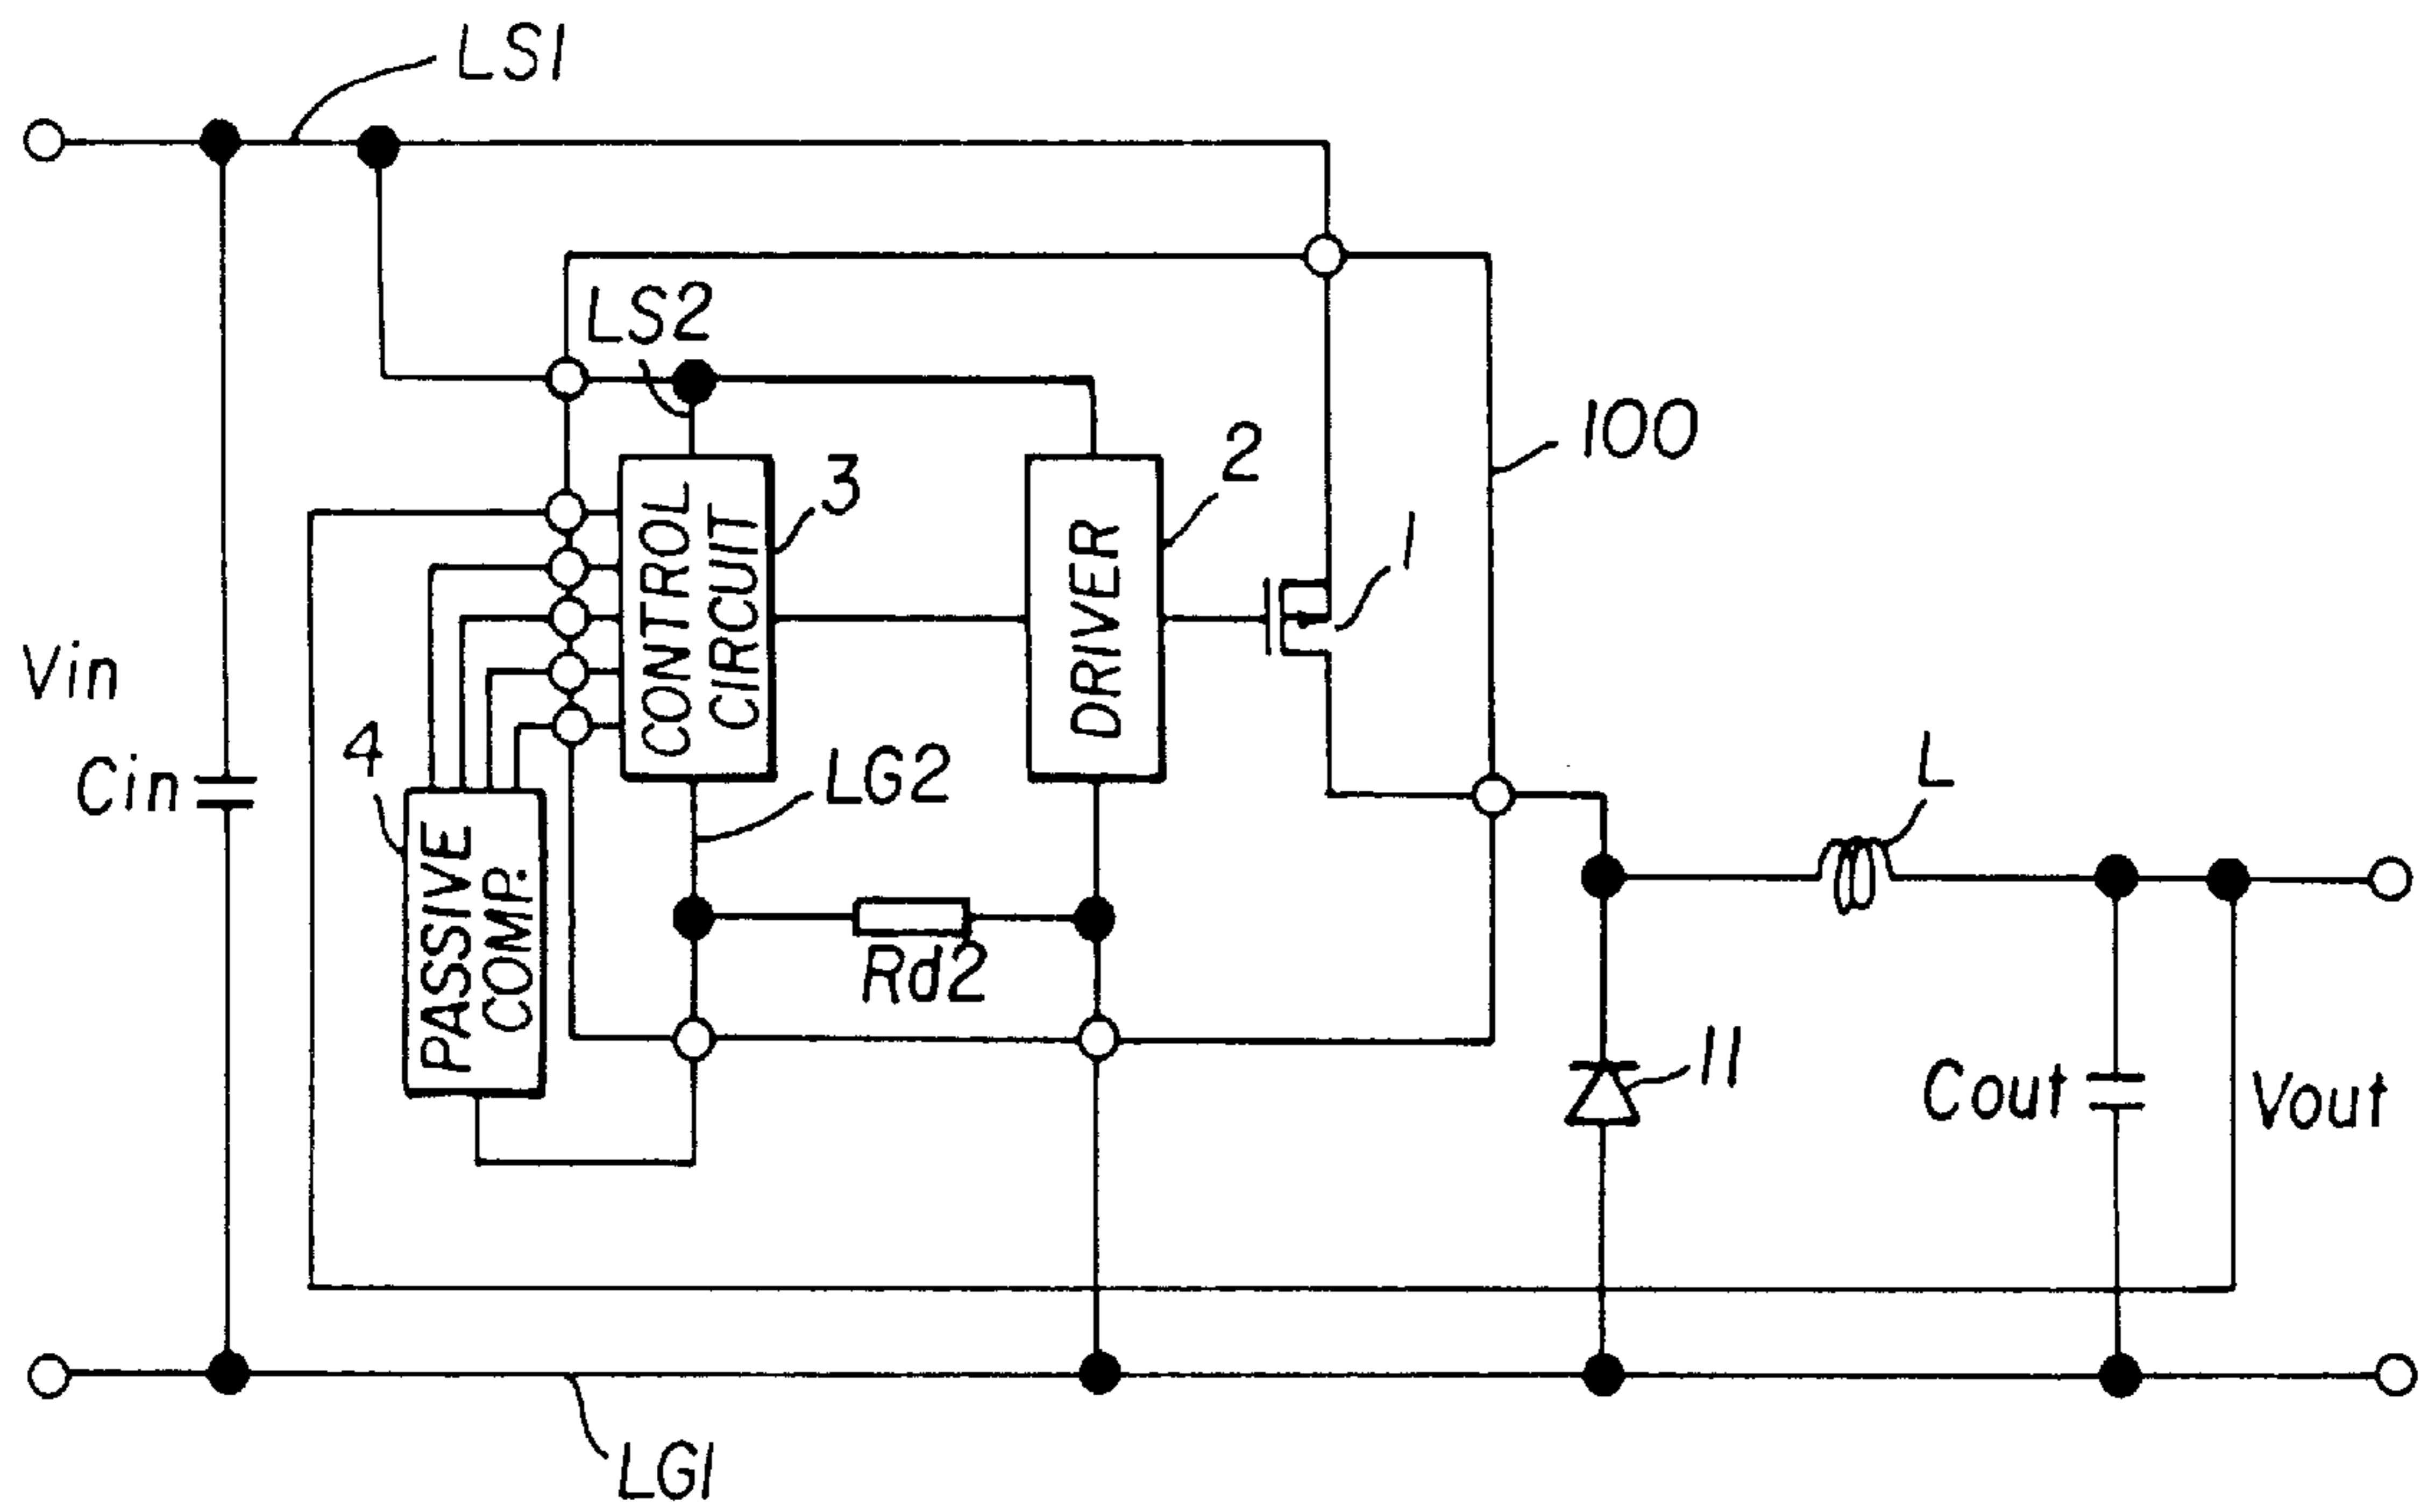 LS1
LS2
100
3
2
1
CONTROL
CIRCUIT
DRIVER
Vin
Cin
4
LG2
L
PASSIVE
COMP.
Rd2
11
Cout
Vout
LG1